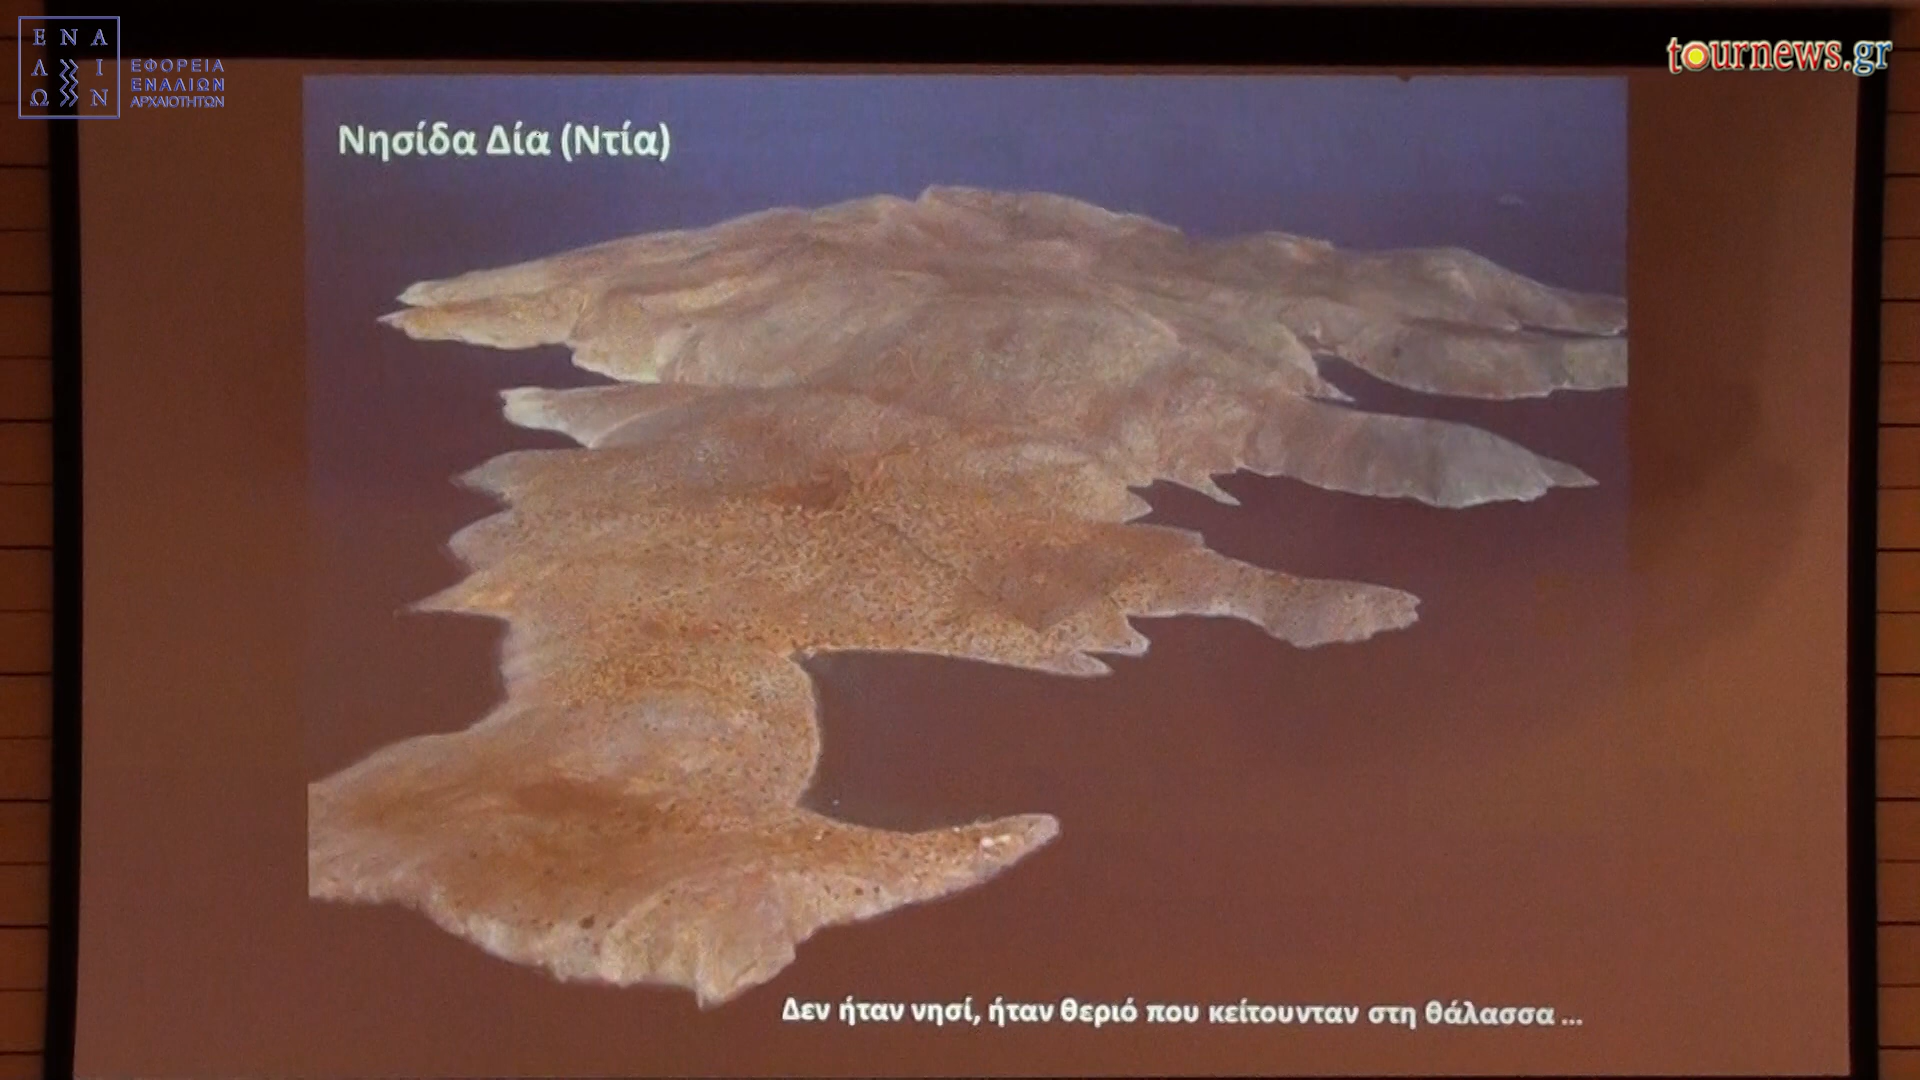 ΕΝΑ
ΛΙ
ΩΝ
ΕΦΟΡΕΙΑ
ΕΝΑΛΙΩΝ
ΑΡΧΑΙΟΤΗΤΩΝ
tournews.gr
Νησίδα Δία (Ντία)
Δεν ήταν νησί, ήταν θεριό που κείτουνταν στη θάλασσα ...